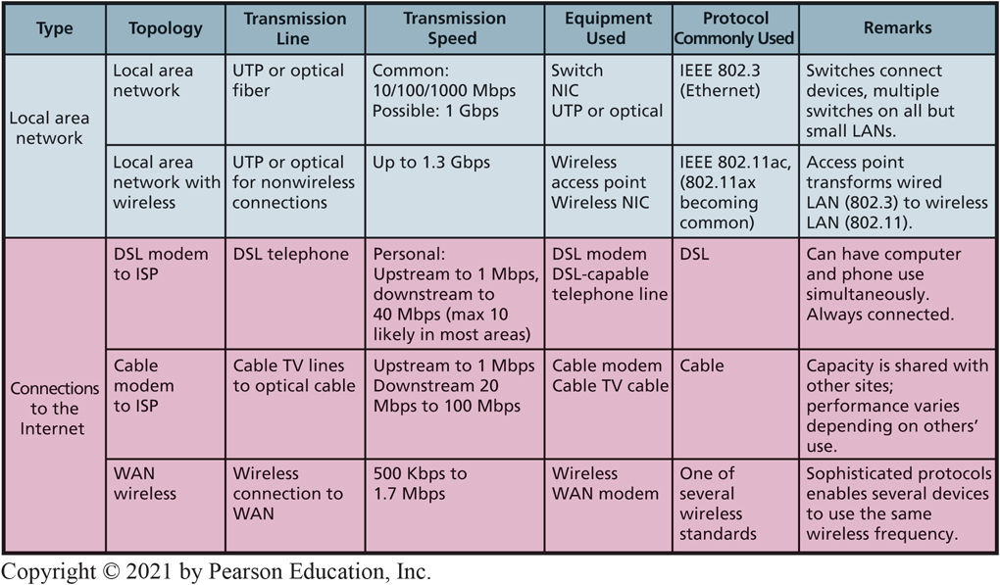 Type
Topology
Transmission
Line
Transmission
Speed
Equipment
Used
Protocol
Commonly Used
Remarks
Local area
network
Local area
network
UTP or optical
fiber
Common:
10/100/1000 Mbps
Possible: 1 Gbps
Switch
NIC
UTP or optical
IEEE 802.3
(Ethernet)
Switches connect
devices, multiple
switches on all but
small LANs.
Local area
network with
wireless
UTP or optical
for nonwireless
connections
Up to 1.3 Gbps
Wireless
access point
Wireless NIC
IEEE 802.11ac,
(802.11ax
becoming
common)
Access point
transforms wired
LAN (802.3) to wireless
LAN (802.11).
Connections
to the
Internet
DSL modem
to ISP
DSL telephone
Personal:
Upstream to 1 Mbps,
downstream to
40 Mbps (max 10
likely in most areas)
DSL modem
DSL-capable
telephone line
DSL
Can have computer
and phone use
simultaneously.
Always connected.
Cable
modem
to ISP
Cable TV lines
to optical cable
Upstream to 1 Mbps
Downstream 20
Mbps to 100 Mbps
Cable modem
Cable TV cable
Cable
Capacity is shared with
other sites;
performance varies
depending on others’
use.
WAN
wireless
Wireless
connection to
WAN
500 Kbps to
1.7 Mbps
Wireless
WAN modem
One of
several
wireless
standards
Sophisticated protocols
enables several devices
to use the same
wireless frequency.
Copyright © 2021 by Pearson Education, Inc.